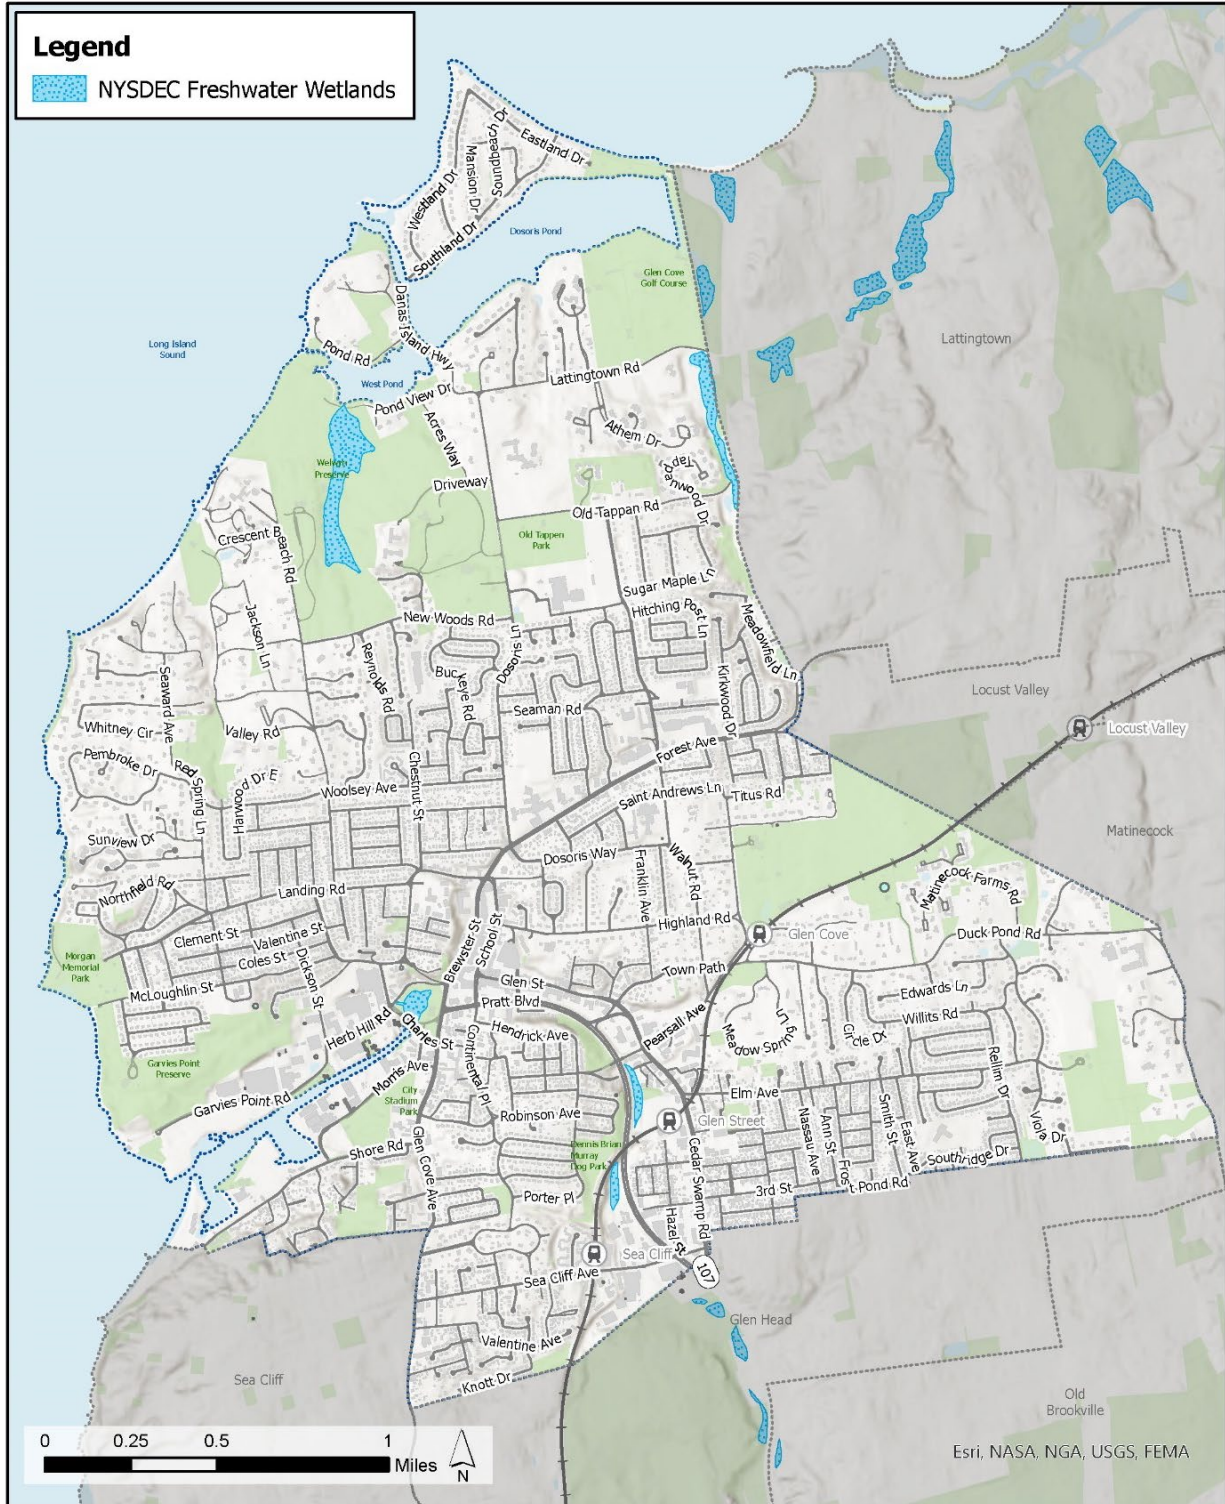 Legend
NYSDEC Freshwater Wetlands
Eastland Dr
Soundbeach Dr
Mansion Dr
Westland Dr
Southland Dr
Dosoris Pond
Glen Cove
Golf Course
Danas Island Hwy
Long Island
Sound
Pond Rd
West Pond
Pond View Dr
Lattingtown Rd
Lattingtown
Acres Way
Athem Dr
Welwyn
Preserve
Driveway
Tappanwood Dr
Old Tappan Rd
Old Tappen
Park
Crescent Beach Rd
Sugar Maple Ln
Jackson Ln
New Woods Rd
Hitching Post Ln
Meadowfield Ln
Dosoris Ln
Reynolds Rd
Buckeye Rd
Kirkwood Dr
Seaward Ave
Seaman Rd
Locust Valley
Locust Valley
Whitney Cir
Valley Rd
Forest Ave
Pembroke Dr
Red Spring Ln
Harwood Dr E
Woolsey Ave
Chestnut St
Saint Andrews Ln
Titus Rd
Matinecock
Sunview Dr
Dosoris Way
Franklin Ave
Walnut Rd
Northfield Rd
Landing Rd
Matinecock Farms Rd
Clement St
Valentine St
Coles St
Dickson St
Brewster St
School St
Highland Rd
Glen Cove
Duck Pond Rd
Morgan
Memorial
Park
McLoughlin St
Glen St
Town Path
Pratt Blvd
Edwards Ln
Willits Rd
Herb Hill Rd
Charles St
Continental Pl
Hendrick Ave
Pearsall Ave
Meadow Spring Ln
Circle Dr
Rellim Dr
Garvies Point
Preserve
Morris Ave
City
Stadium
Park
Elm Ave
Garvies Point Rd
Robinson Ave
Glen Street
Nassau Ave
Ann St
Smith St
East Ave
Viola Dr
Shore Rd
Glen Cove Ave
Dennis Brian
Murray
Dog Park
Cedar Swamp Rd
Southridge Dr
3rd St
Frost Pond Rd
Porter Pl
Hazel St
Sea Cliff
Sea Cliff Ave
107
Glen Head
Valentine Ave
Knott Dr
Sea Cliff
Old
Brookville
0 0.25 0.5 1
Miles
N
Esri, NASA, NGA, USGS, FEMA